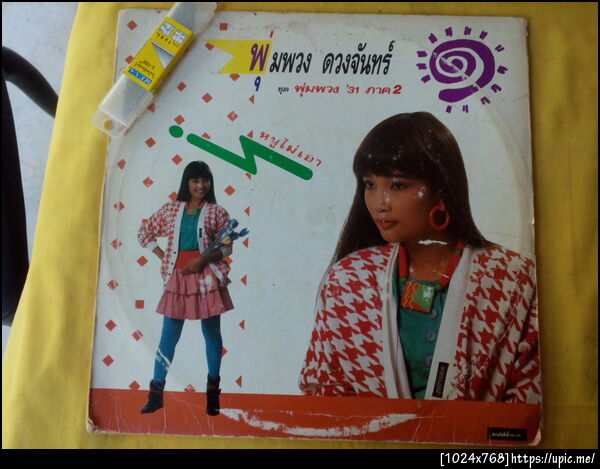 พุ่มพวง ดวงจันทร์
ชุด พุ่มพวง '31 ภาค 2
หนูไม่เอา
[1024x768]https://upic.me/